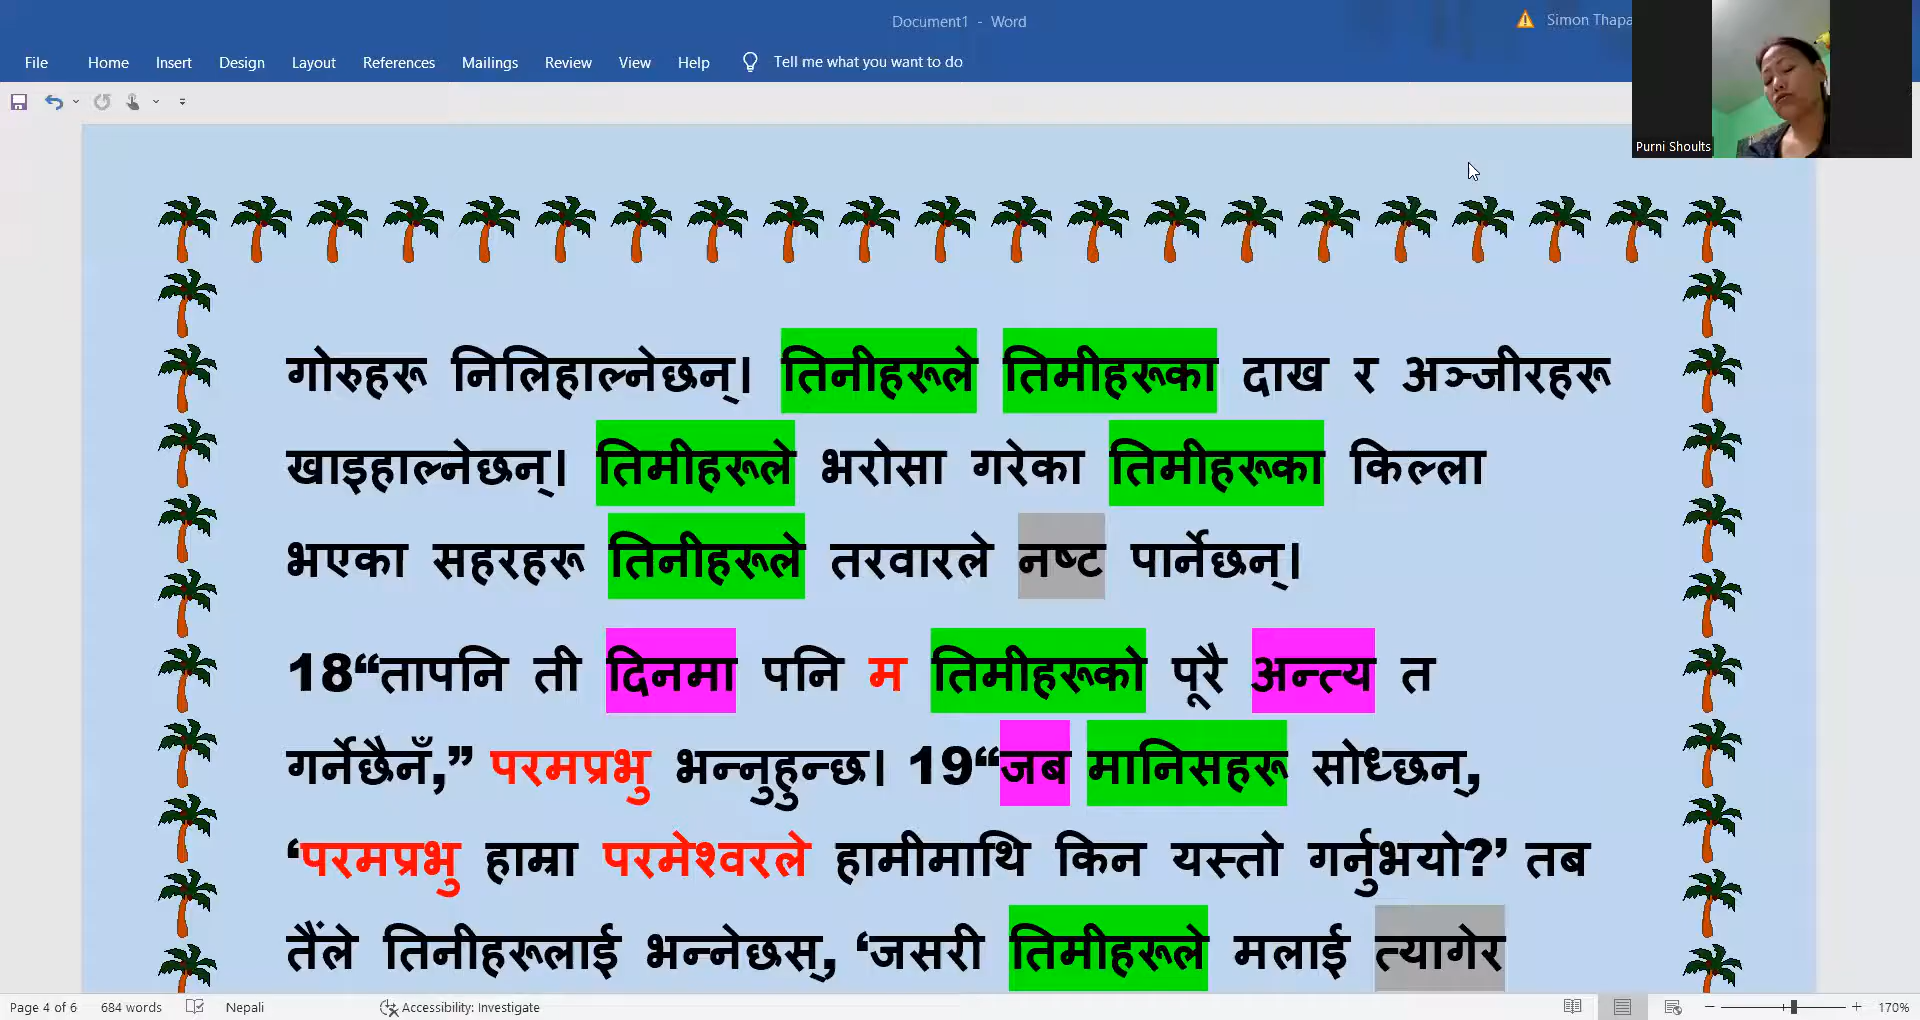 Document1 - Word
Simon Thapa
File Home Insert Design Layout References Mailings Review View Help Tell me what you want to do
Purni Shoults
गोरुहरू निलिहाल्नेछन्। तिनीहरूले तिमीहरूका दाख र अञ्जीरहरू
खाइहाल्नेछन्। तिमीहरूले भरोसा गरेका तिमीहरूका किल्ला
भएका सहरहरू तिनीहरूले तरवारले नष्ट पार्नेछन्।
18“तापनि ती दिनमा पनि म तिमीहरूको पूरै अन्त्य त
गर्नेछैनँ,” परमप्रभु भन्नुहुन्छ। 19“जब मानिसहरू सोध्छन्,
‘परमप्रभु हाम्रा परमेश्वरले हामीमाथि किन यस्तो गर्नुभयो?’ तब
तैंले तिनीहरूलाई भन्नेछस्, ‘जसरी तिमीहरूले मलाई त्यागेर
Page 4 of 6 684 words Nepali Accessibility: Investigate 170%